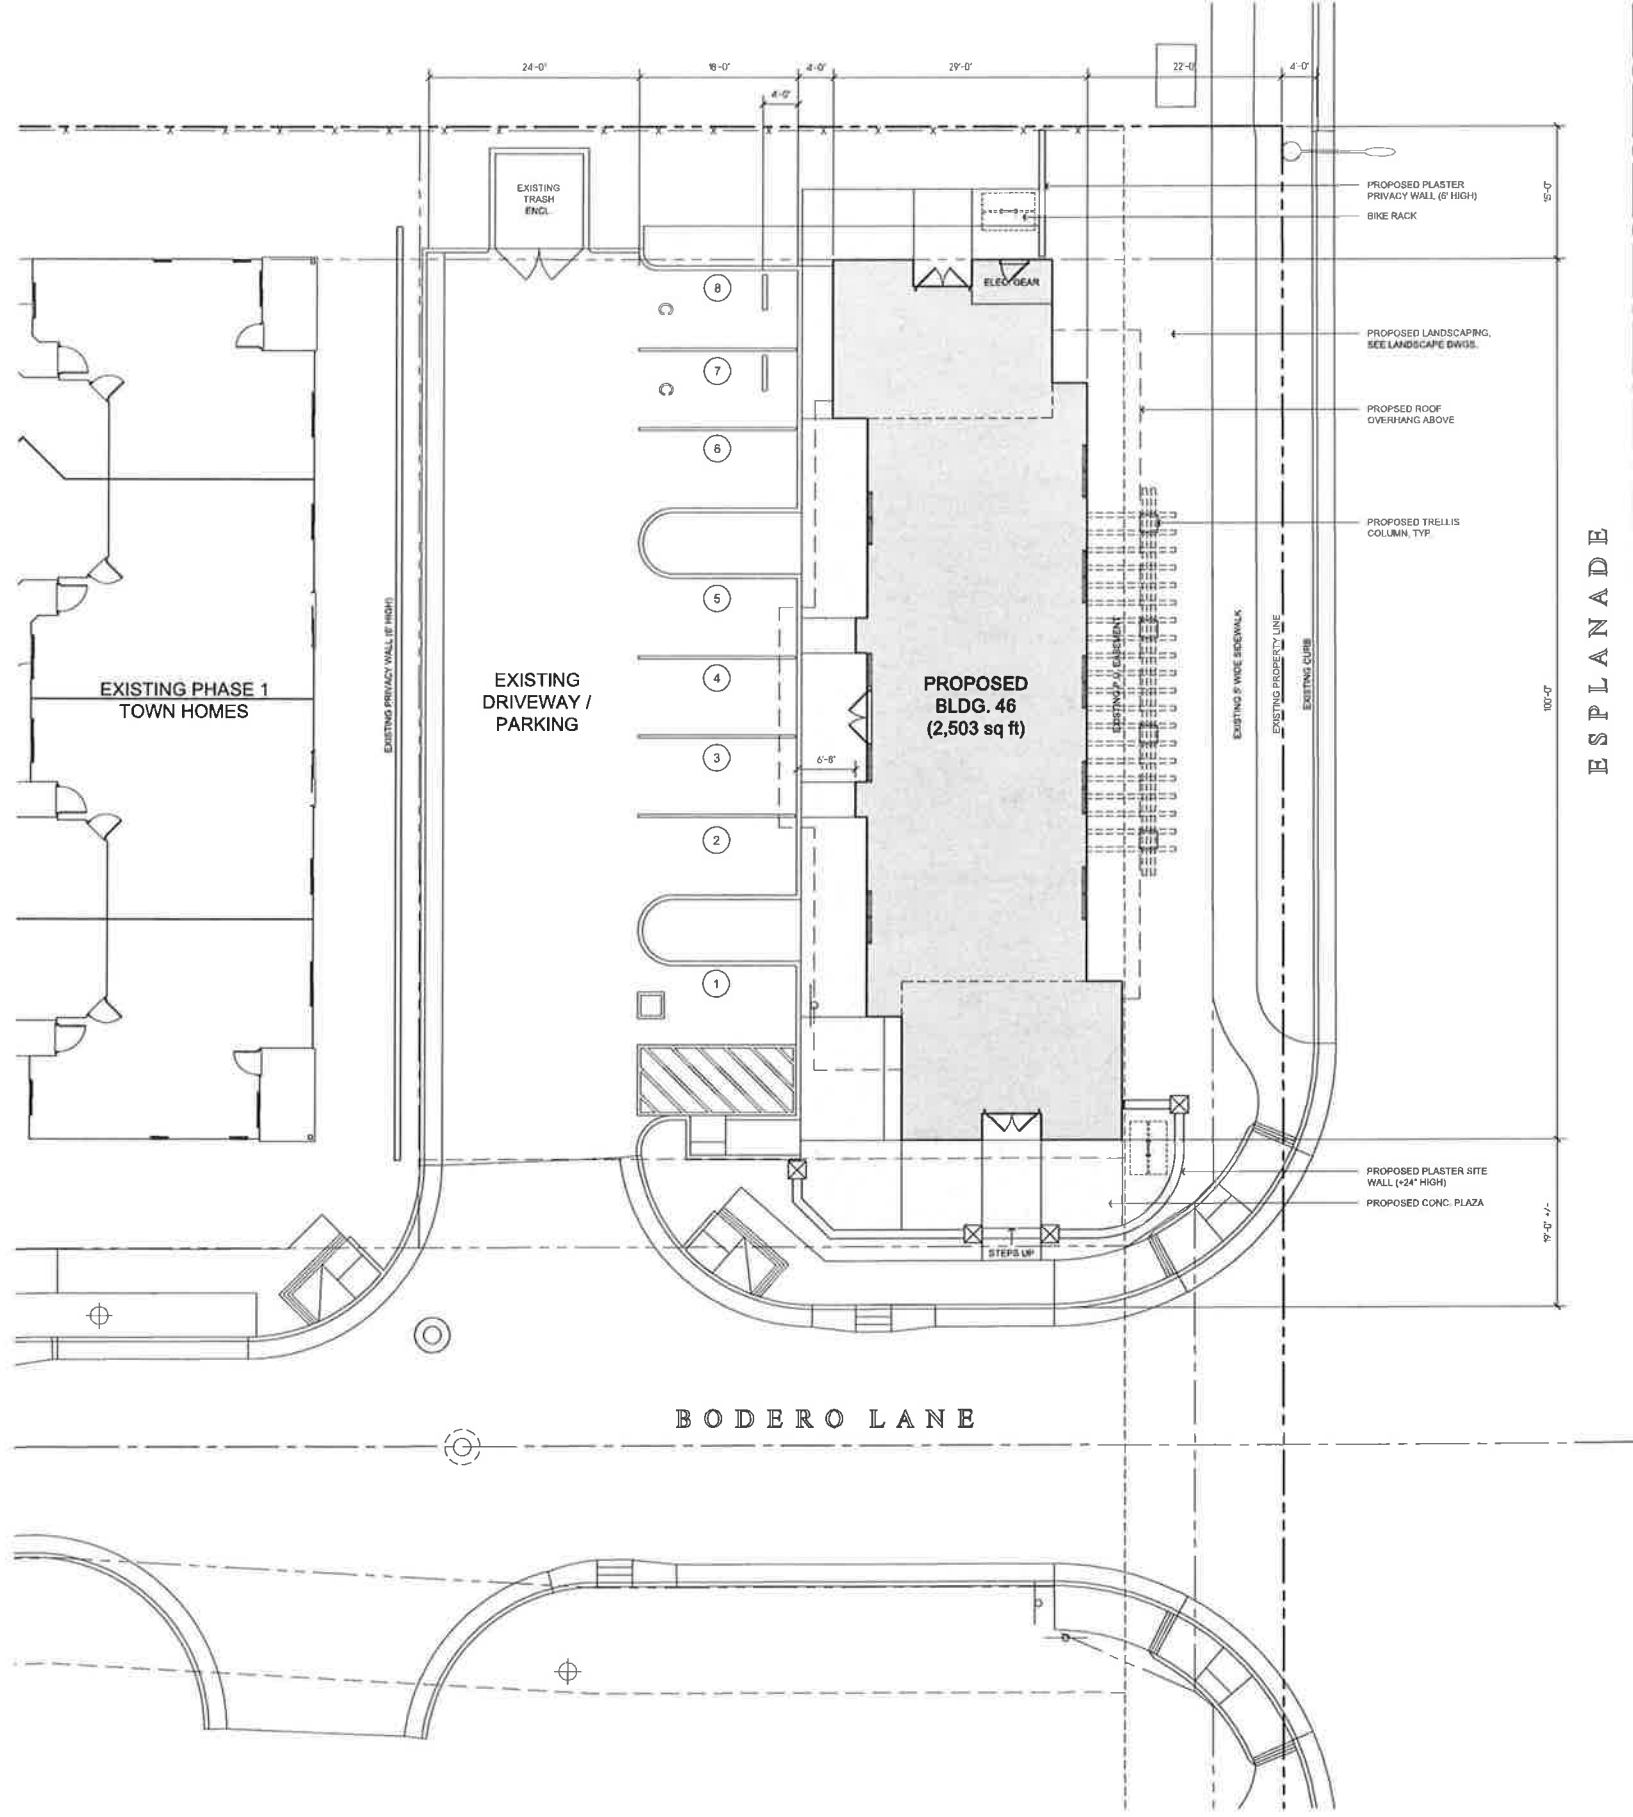 24'-0"
18'-0"
4'-0"
29'-0"
22'-0"
4'-0"
4'-0"
EXISTING
TRASH
ENCL.
PROPOSED PLASTER
PRIVACY WALL (6' HIGH)
BIKE RACK
15'-0"
ELEC. GEAR
8
7
6
5
4
3
2
1
PROPOSED LANDSCAPING,
SEE LANDSCAPE DWGS.
PROPSED ROOF
OVERHANG ABOVE
PROPOSED TRELLIS
COLUMN, TYP.
EXISTING PHASE 1
TOWN HOMES
EXISTING PRIVACY WALL (6' HIGH)
EXISTING
DRIVEWAY /
PARKING
PROPOSED
BLDG. 46
(2,503 sq ft)
6'-8"
EXISTING P.U. EASEMENT
EXISTING 5' WIDE SIDEWALK
EXISTING PROPERTY LINE
EXISTING CURB
100'-0"
ESPLANADE
PROPOSED PLASTER SITE
WALL (+24" HIGH)
PROPOSED CONC. PLAZA
19'-0" +/-
STEPS UP
BODERO LANE